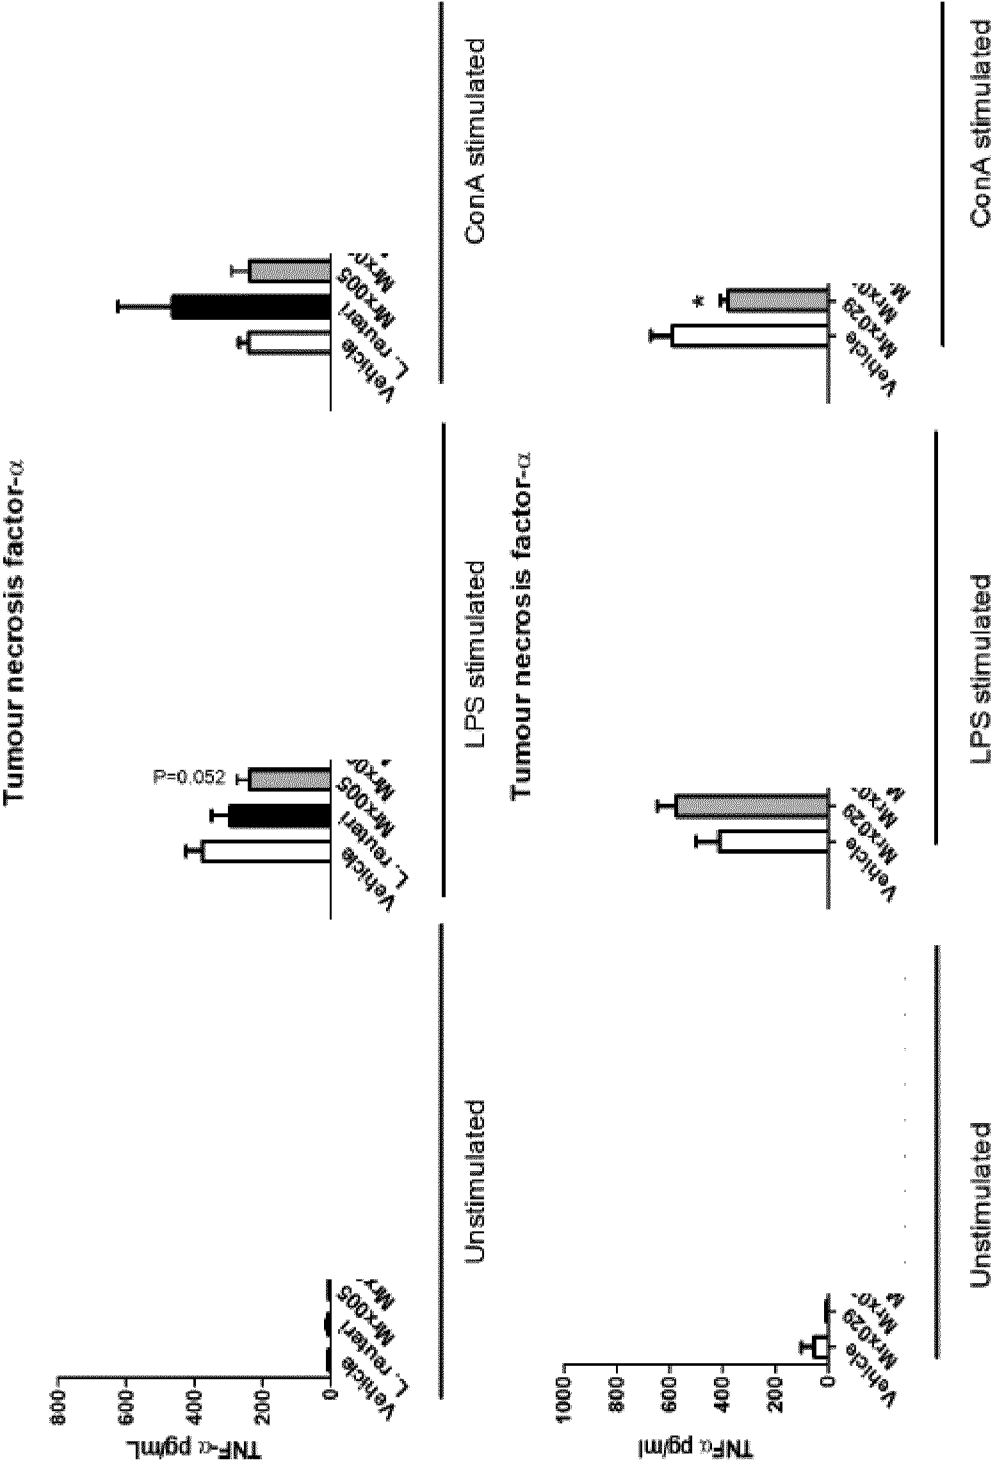 Tumour necrosis factor-α
TNF-α pg/mL
800
600
400
200
0
P=0.052
Vehicle
L. reuteri
Mrx005
Vehicle
L. reuteri
Mrx005
Vehicle
L. reuteri
Mrx005
Unstimulated
LPS stimulated
ConA stimulated
Tumour necrosis factor-α
TNFα pg/ml
1000
800
600
400
200
0
*
Vehicle
Mrx029
Vehicle
Mrx029
Vehicle
Mrx029
Unstimulated
LPS stimulated
ConA stimulated